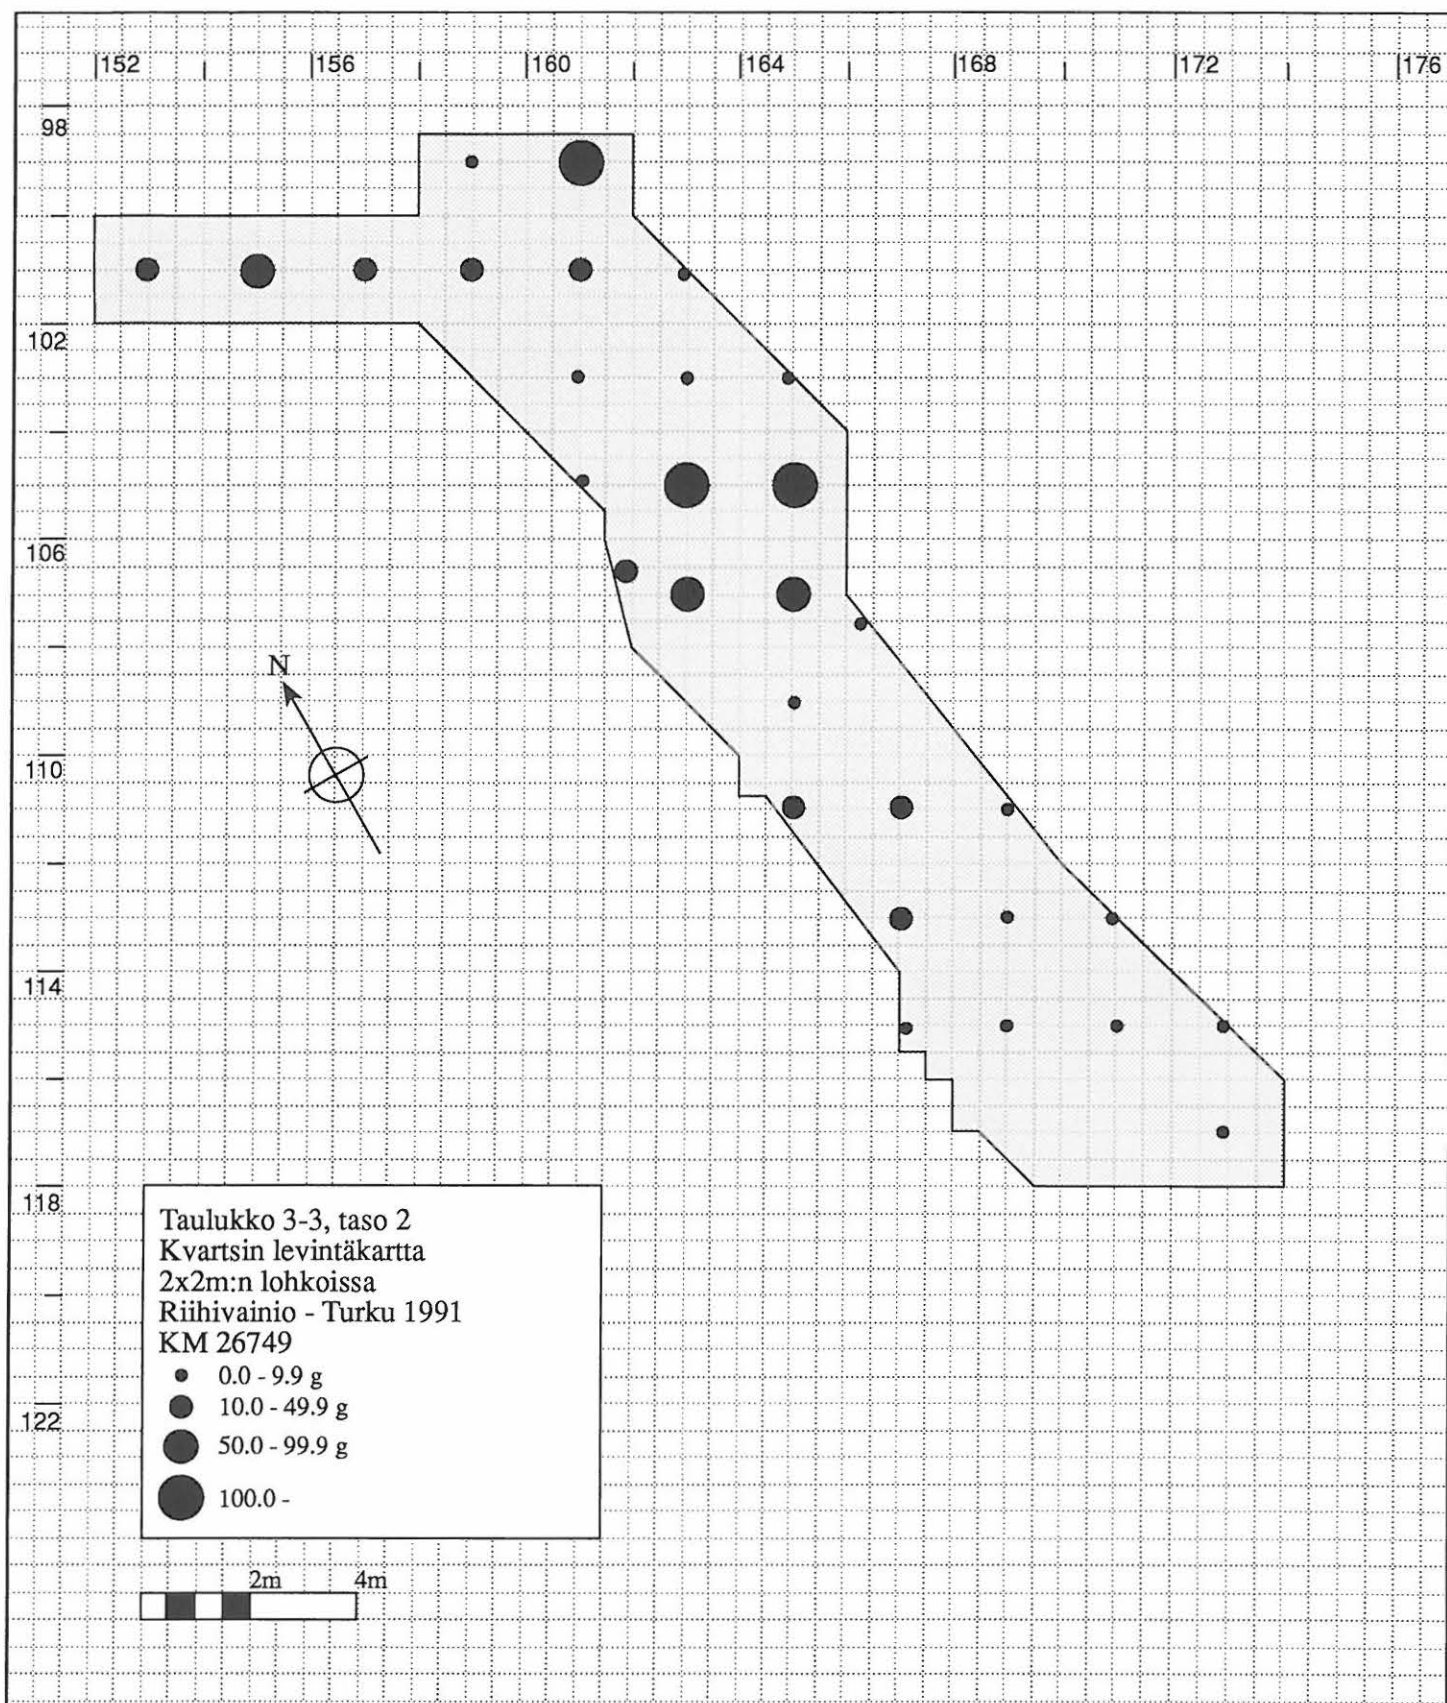 152 156 160 164 168 172 176
98
102
106
N
110
114
118
Taulukko 3-3, taso 2
Kvartsin levintäkartta
2x2m:n lohkoissa
Riihivainio - Turku 1991
KM 26749
0.0 - 9.9 g
10.0 - 49.9 g
122
50.0 - 99.9 g
100.0 -
2m 4m